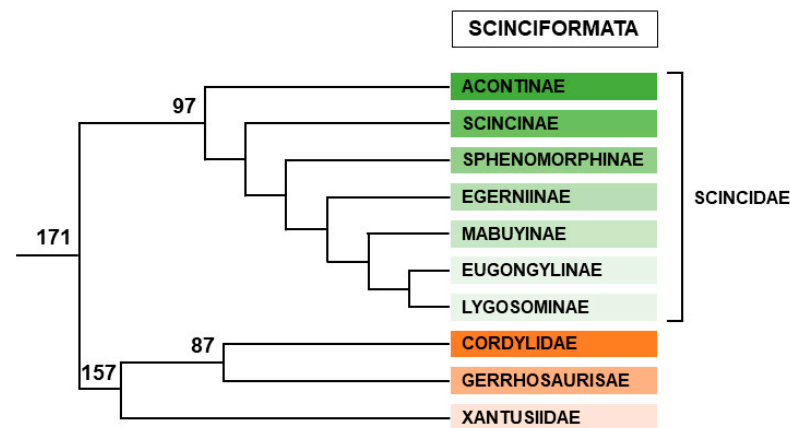 SCINCIFORMATA
ACONTINAE
97
SCINCINAE
SPHENOMORPHINAE
EGERNIINAE
SCINCIDAE
171
MABUYINAE
EUGONGYLINAE
LYGOSOMINAE
87
CORDYLIDAE
157
GERRHOSAURISAE
XANTUSIIDAE